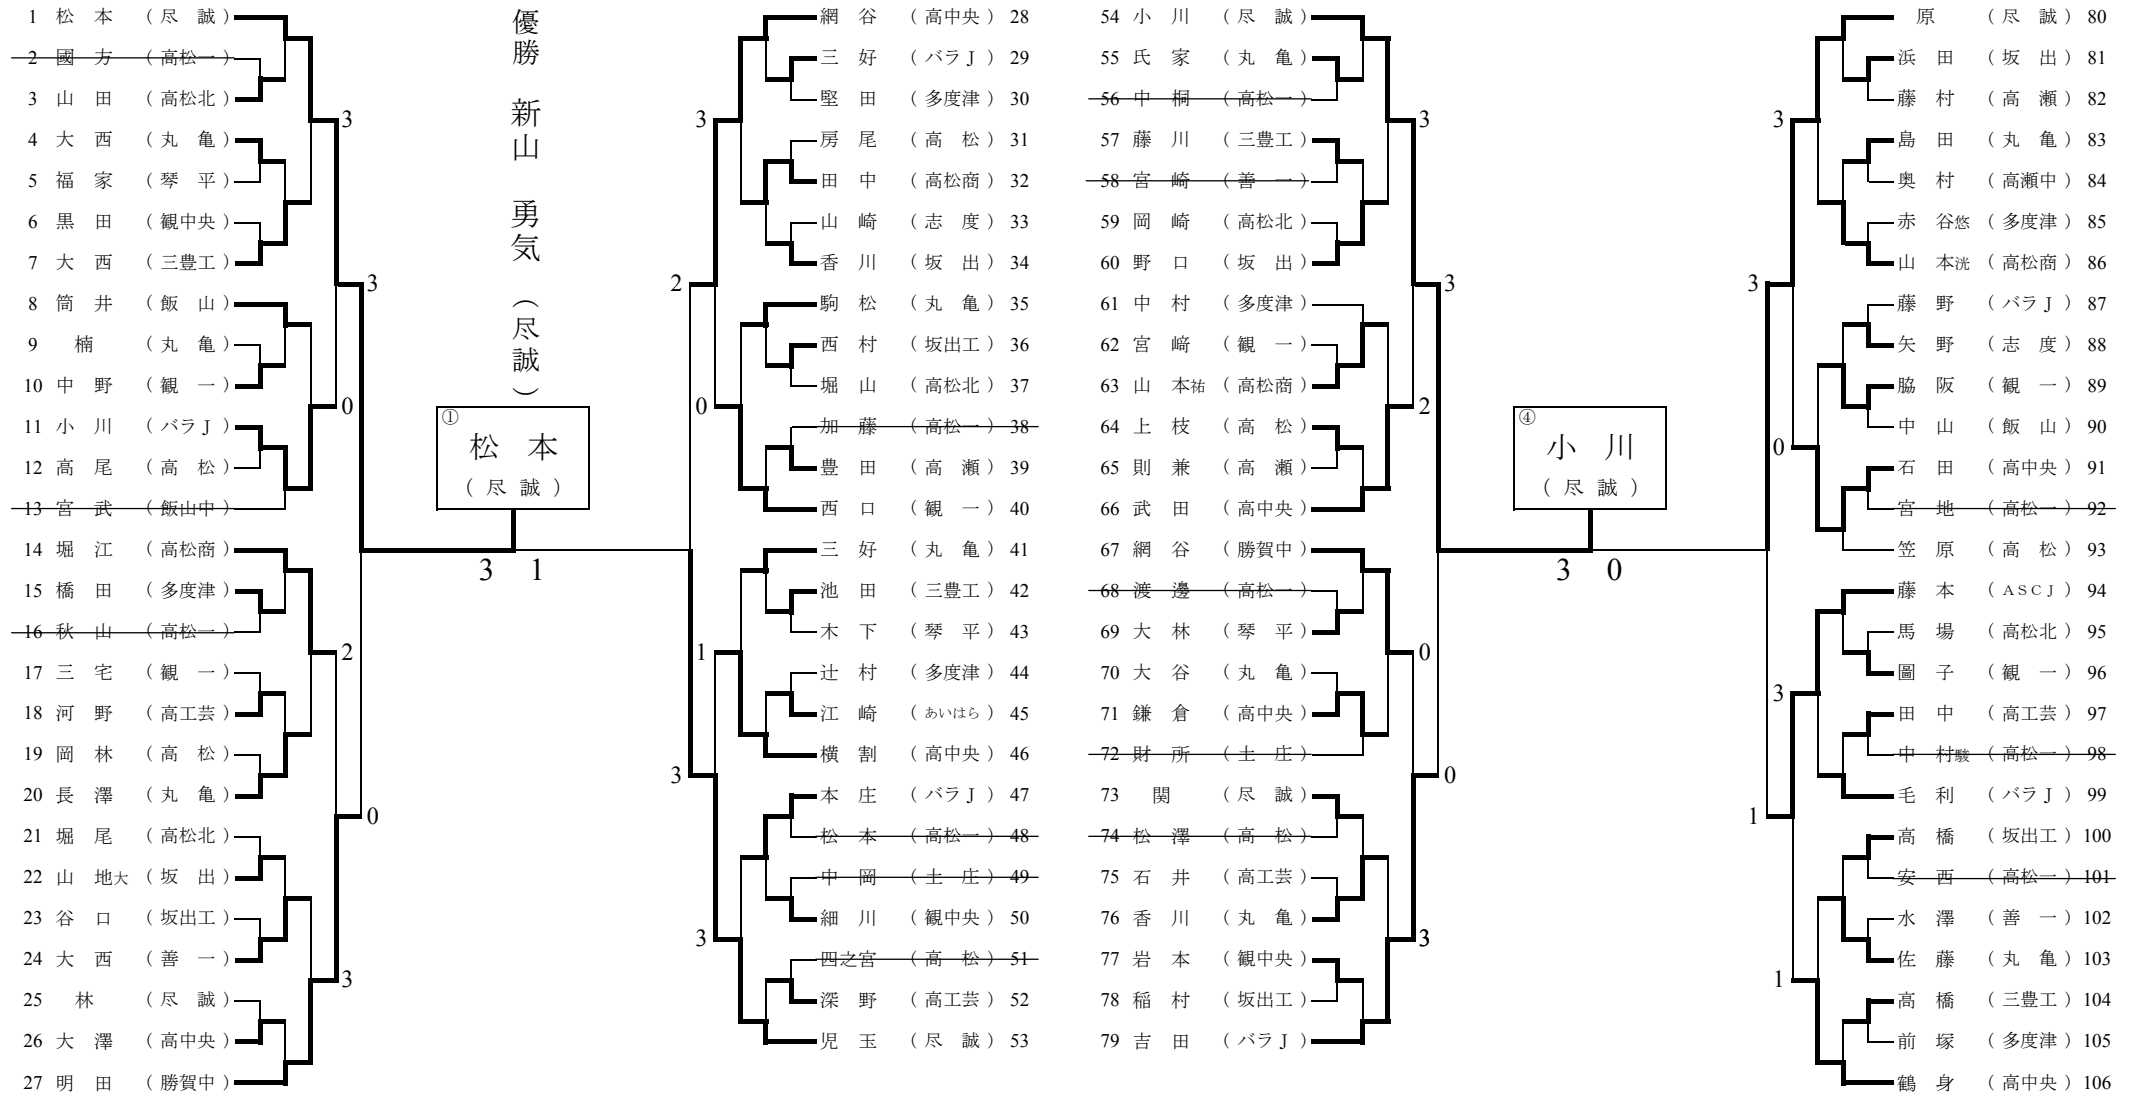 優勝 新山 勇気 （尽誠）
1 松 本 （尽 誠）
2 國 方 （高松一）
3 山 田 （高松北）
4 大 西 （丸 亀）
5 福 家 （琴 平）
6 黒 田 （観中央）
7 大 西 （三豊工）
8 筒 井 （飯 山）
9 楠 （丸 亀）
10 中 野 （観 一）
11 小 川 （バラＪ）
12 高 尾 （高 松）
13 宮 武 （飯山中）
14 堀 江 （高松商）
15 橋 田 （多度津）
16 秋 山 （高松一）
17 三 宅 （観 一）
18 河 野 （高工芸）
19 岡 林 （高 松）
20 長 澤 （丸 亀）
21 堀 尾 （高松北）
22 山 地大 （坂 出）
23 谷 口 （坂出工）
24 大 西 （善 一）
25 林 （尽 誠）
26 大 澤 （高中央）
27 明 田 （勝賀中）
3
3
0
2
0
3
① 松 本
（尽 誠）
3 1
3
2
0
1
3
3
網 谷 （高中央） 28
三 好 （バラＪ） 29
堅 田 （多度津） 30
房 尾 （高 松） 31
田 中 （高松商） 32
山 崎 （志 度） 33
香 川 （坂 出） 34
駒 松 （丸 亀） 35
西 村 （坂出工） 36
堀 山 （高松北） 37
加 藤 （高松一） 38
豊 田 （高 瀬） 39
西 口 （観 一） 40
三 好 （丸 亀） 41
池 田 （三豊工） 42
木 下 （琴 平） 43
辻 村 （多度津） 44
江 崎 （あいはら） 45
横 割 （高中央） 46
本 庄 （バラＪ） 47
松 本 （高松一） 48
中 岡 （土 庄） 49
細 川 （観中央） 50
四之宮 （高 松） 51
深 野 （高工芸） 52
児 玉 （尽 誠） 53
54 小 川 （尽 誠）
55 氏 家 （丸 亀）
56 中 桐 （高松一）
57 藤 川 （三豊工）
58 宮 崎 （善 一）
59 岡 崎 （高松北）
60 野 口 （坂 出）
61 中 村 （多度津）
62 宮 﨑 （観 一）
63 山 本祐 （高松商）
64 上 枝 （高 松）
65 則 兼 （高 瀬）
66 武 田 （高中央）
67 網 谷 （勝賀中）
68 渡 邊 （高松一）
69 大 林 （琴 平）
70 大 谷 （丸 亀）
71 鎌 倉 （高中央）
72 財 所 （土 庄）
73 関 （尽 誠）
74 松 澤 （高 松）
75 石 井 （高工芸）
76 香 川 （丸 亀）
77 岩 本 （観中央）
78 稲 村 （坂出工）
79 吉 田 （バラＪ）
3
3
2
0
0
3
④ 小 川
（尽 誠）
3 0
3
3
0
3
1
1
原 （尽 誠） 80
浜 田 （坂 出） 81
藤 村 （高 瀬） 82
島 田 （丸 亀） 83
奥 村 （高瀬中） 84
赤 谷悠 （多度津） 85
山 本洸 （高松商） 86
藤 野 （バラＪ） 87
矢 野 （志 度） 88
脇 阪 （観 一） 89
中 山 （飯 山） 90
石 田 （高中央） 91
宮 地 （高松一） 92
笠 原 （高 松） 93
藤 本 （ＡＳＣＪ） 94
馬 場 （高松北） 95
圖 子 （観 一） 96
田 中 （高工芸） 97
中 村駿 （高松一） 98
毛 利 （バラＪ） 99
高 橋 （坂出工） 100
安 西 （高松一） 101
水 澤 （善 一） 102
佐 藤 （丸 亀） 103
高 橋 （三豊工） 104
前 塚 （多度津） 105
鶴 身 （高中央） 106